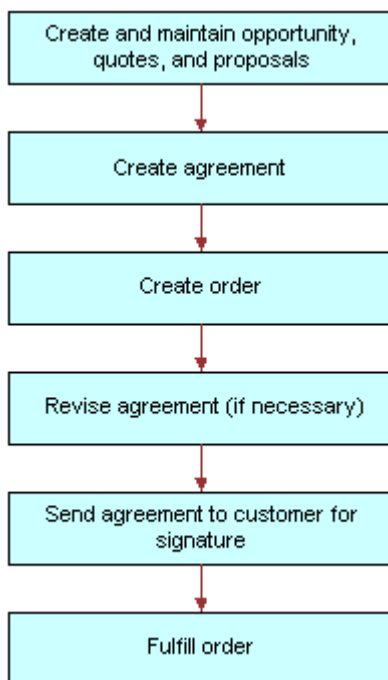 Create and maintain opportunity,
quotes, and proposals
Create agreement
Create order
Revise agreement (if necessary)
Send agreement to customer for
signature
Fulfill order